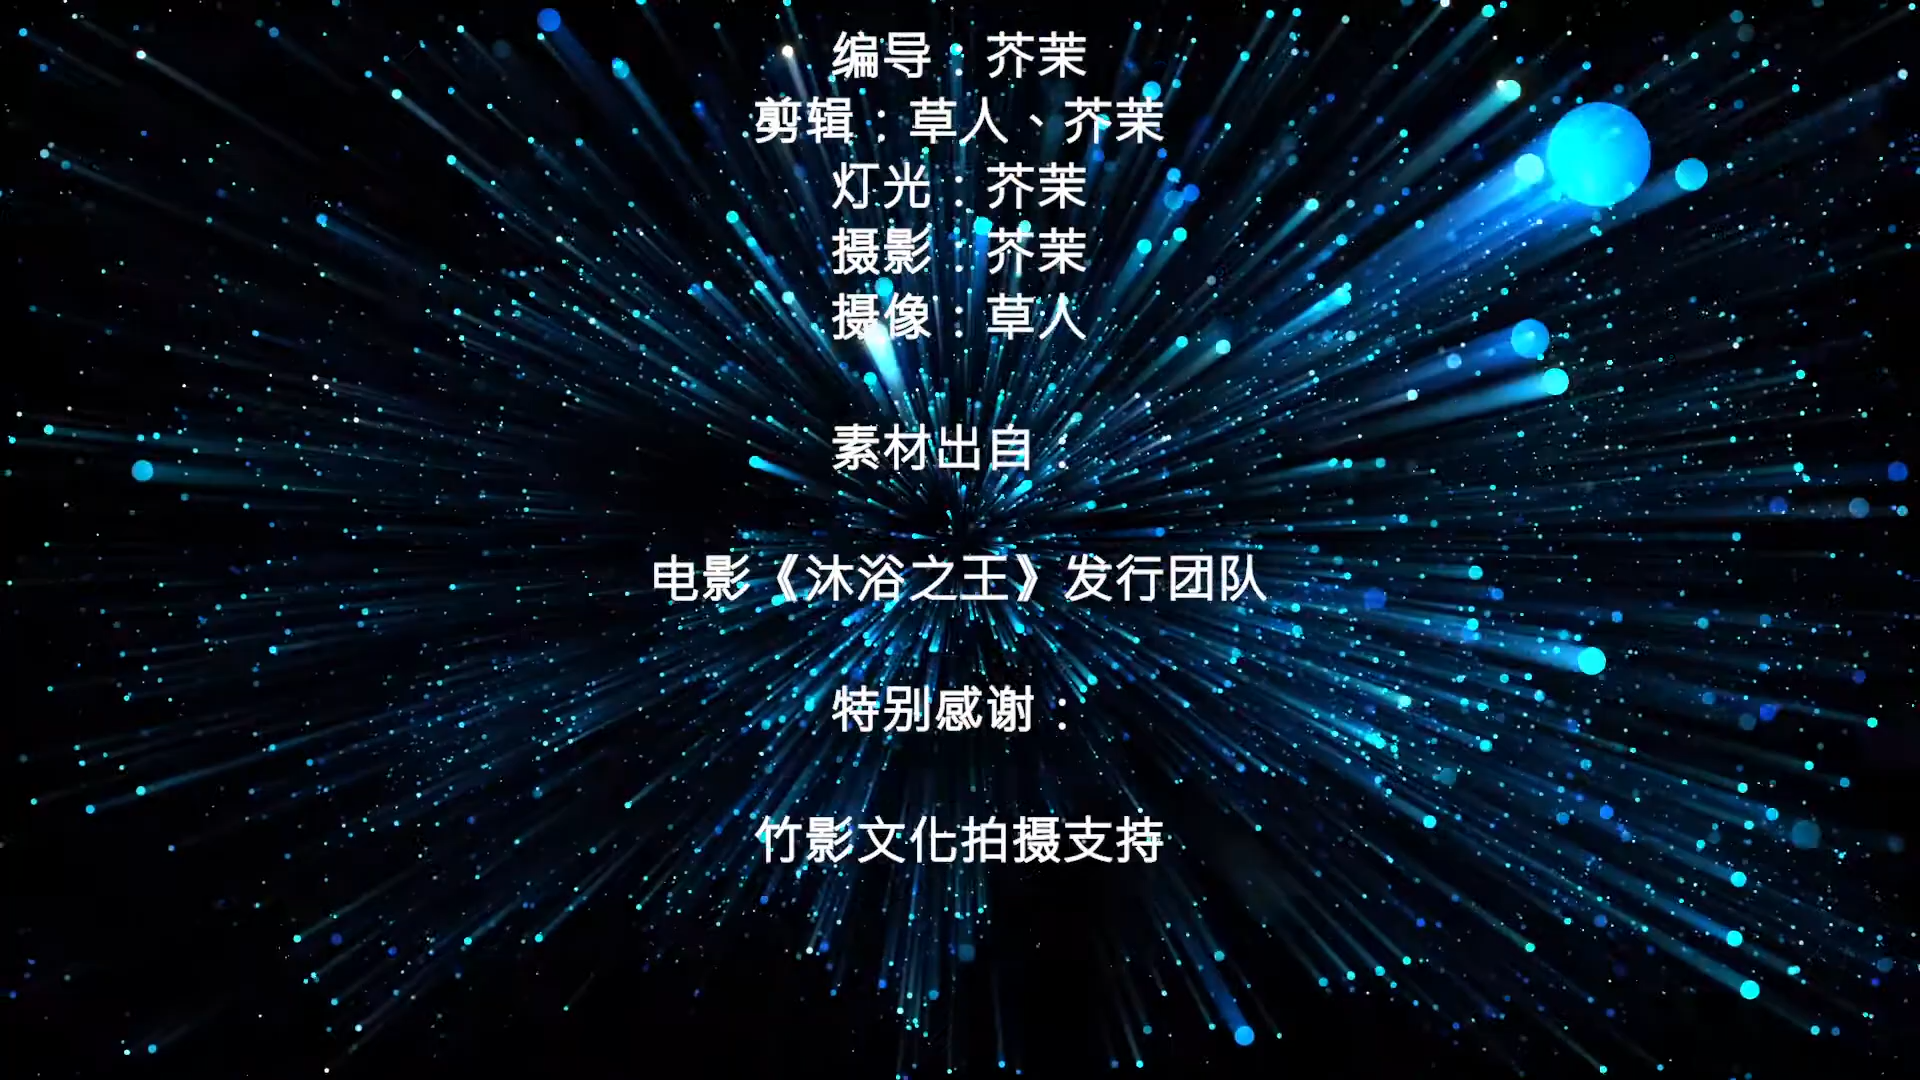 编导：芥茉
剪辑：草人、芥茉
灯光：芥茉
摄影：芥茉
摄像：草人
素材出自：
电影《沐浴之王》发行团队
特别感谢：
竹影文化拍摄支持